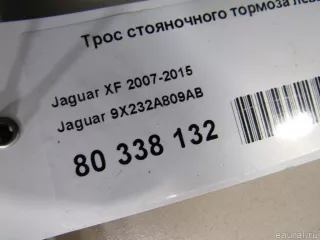 Трос стояночного тормоза
Jaguar XF 2007-2015
Jaguar 9X232A809AB
80 338 132